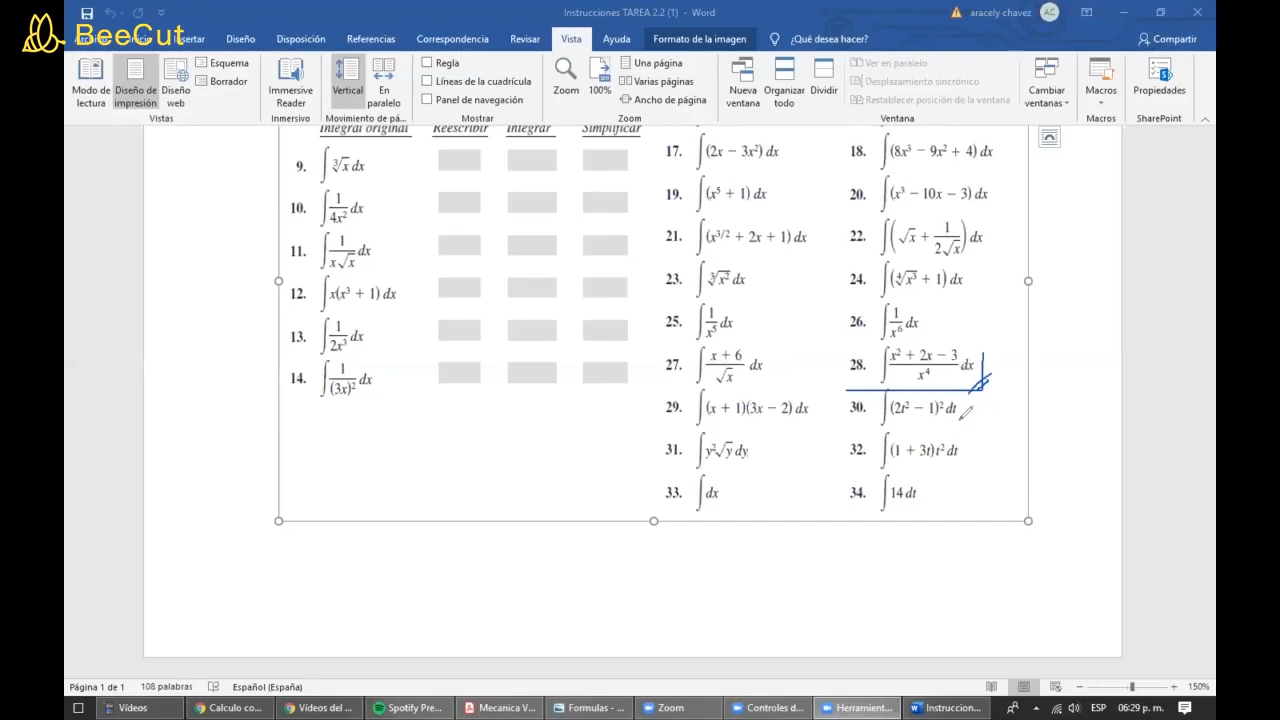 Instrucciones TAREA 2.2 (1) - Word
aracely chavez
AC
BeeCut
Diseño
Disposición
Referencias
Correspondencia
Revisar
Vista
Ayuda
Formato de la imagen
¿Qué desea hacer?
Compartir
Modo de lectura
Diseño de impresión
Diseño web
Esquema
Borrador
Vistas
Immersive Reader
Inmersivo
Vertical
En paralelo
Movimiento de pá...
Regla
Líneas de la cuadrícula
Panel de navegación
Mostrar
Zoom
100%
Una página
Varias páginas
Ancho de página
Zoom
Nueva ventana
Organizar todo
Dividir
Ver en paralelo
Desplazamiento sincrónico
Restablecer posición de la ventana
Ventana
Cambiar ventanas
Macros
Macros
Propiedades
SharePoint
Integral original Reescribir Integrar Simplificar
9. ∫ ∛x dx
10. ∫ 1/4x² dx
11. ∫ 1/x√x dx
12. ∫ x(x³ + 1) dx
13. ∫ 1/2x³ dx
14. ∫ 1/(3x)² dx
17. ∫ (2x − 3x²) dx
18. ∫ (8x³ − 9x² + 4) dx
19. ∫ (x⁵ + 1) dx
20. ∫ (x³ − 10x − 3) dx
21. ∫ (x^3/2 + 2x + 1) dx
22. ∫ (√x + 1/2√x) dx
23. ∫ ∛x² dx
24. ∫ (∜x³ + 1) dx
25. ∫ 1/x⁵ dx
26. ∫ 1/x⁶ dx
27. ∫ x + 6/√x dx
28. ∫ x² + 2x − 3/x⁴ dx
29. ∫ (x + 1)(3x − 2) dx
30. ∫ (2t² − 1)² dt
31. ∫ y²√y dy
32. ∫ (1 + 3t)t² dt
33. ∫ dx
34. ∫ 14 dt
Página 1 de 1
108 palabras
Español (España)
150%
Vídeos
Calculo co...
Vídeos del ...
Spotify Pre...
Mecanica V...
Formulas - ...
Zoom
Controles d...
Herramient...
Instruccion...
ESP
06:29 p. m.